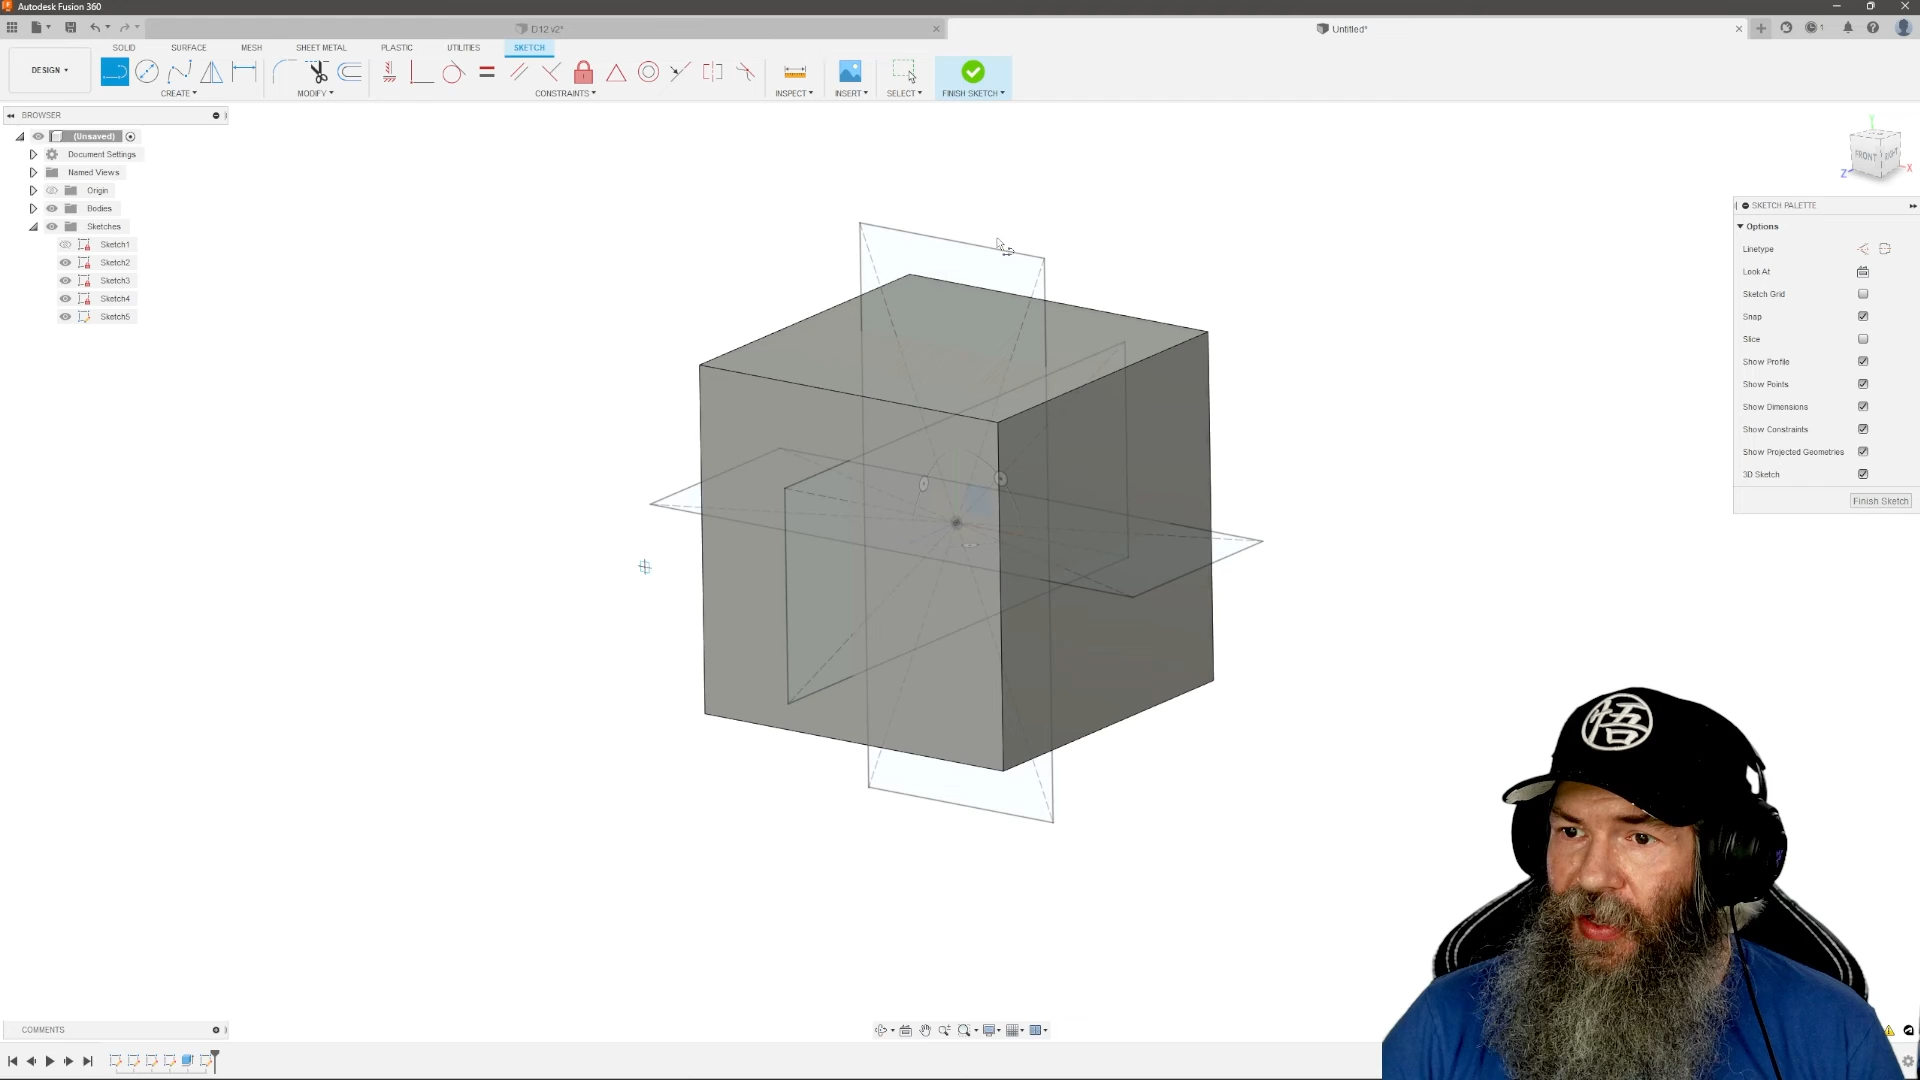 Autodesk Fusion 360
D12 v2*
Untitled*
1
DESIGN
SOLID
SURFACE
MESH
SHEET METAL
PLASTIC
UTILITIES
SKETCH
CREATE
MODIFY
CONSTRAINTS
INSPECT
INSERT
SELECT
FINISH SKETCH
BROWSER
(Unsaved)
Document Settings
Named Views
Origin
Bodies
Sketches
Sketch1
Sketch2
Sketch3
Sketch4
Sketch5
Y
FRONT
RIGHT
Z
X
SKETCH PALETTE
Options
Linetype
Look At
Sketch Grid
Snap
Slice
Show Profile
Show Points
Show Dimensions
Show Constraints
Show Projected Geometries
3D Sketch
Finish Sketch
悟
COMMENTS